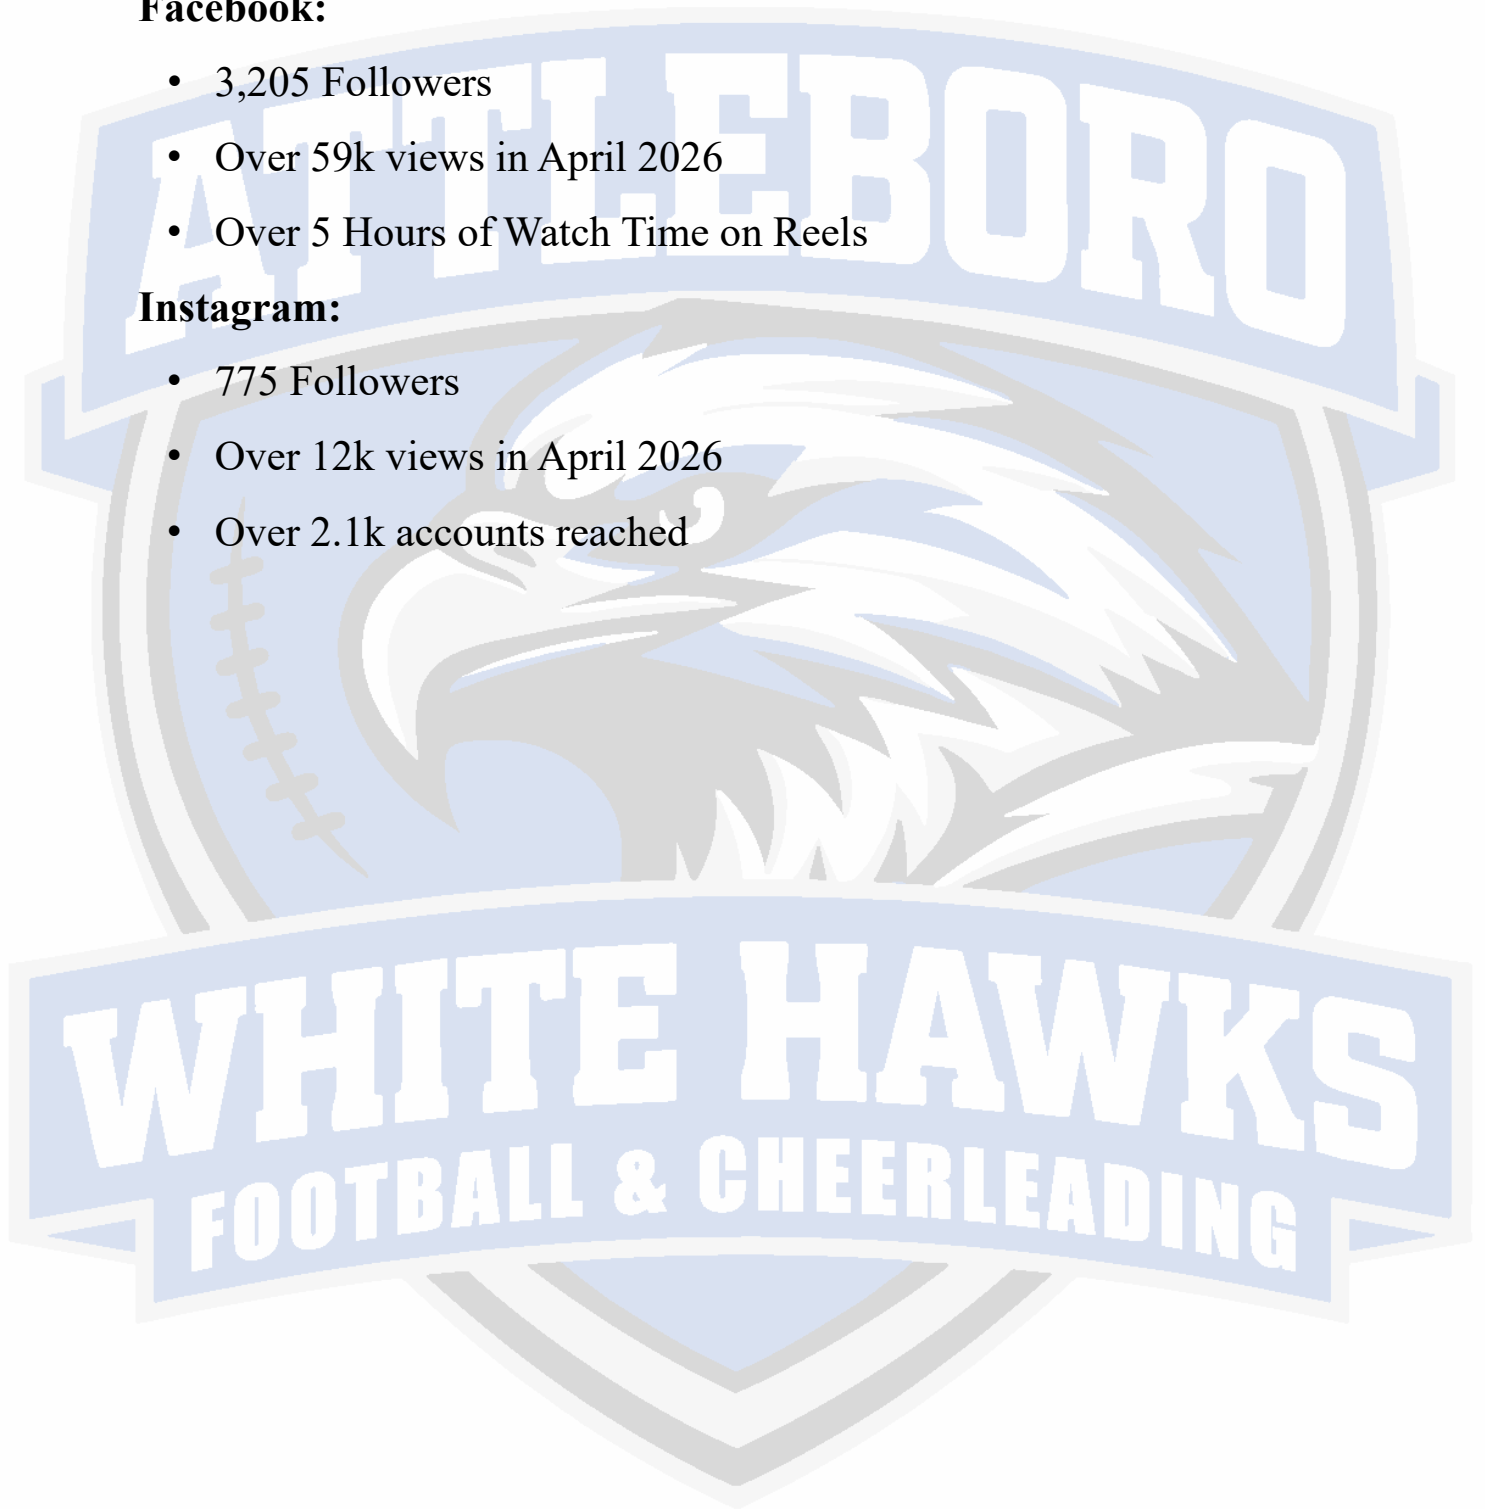 Facebook:
• 3,205 Followers
• Over 59k views in April 2026
• Over 5 Hours of Watch Time on Reels
Instagram:
• 775 Followers
• Over 12k views in April 2026
• Over 2.1k accounts reached
ATTLEBORO
WHITE HAWKS
FOOTBALL & CHEERLEADING